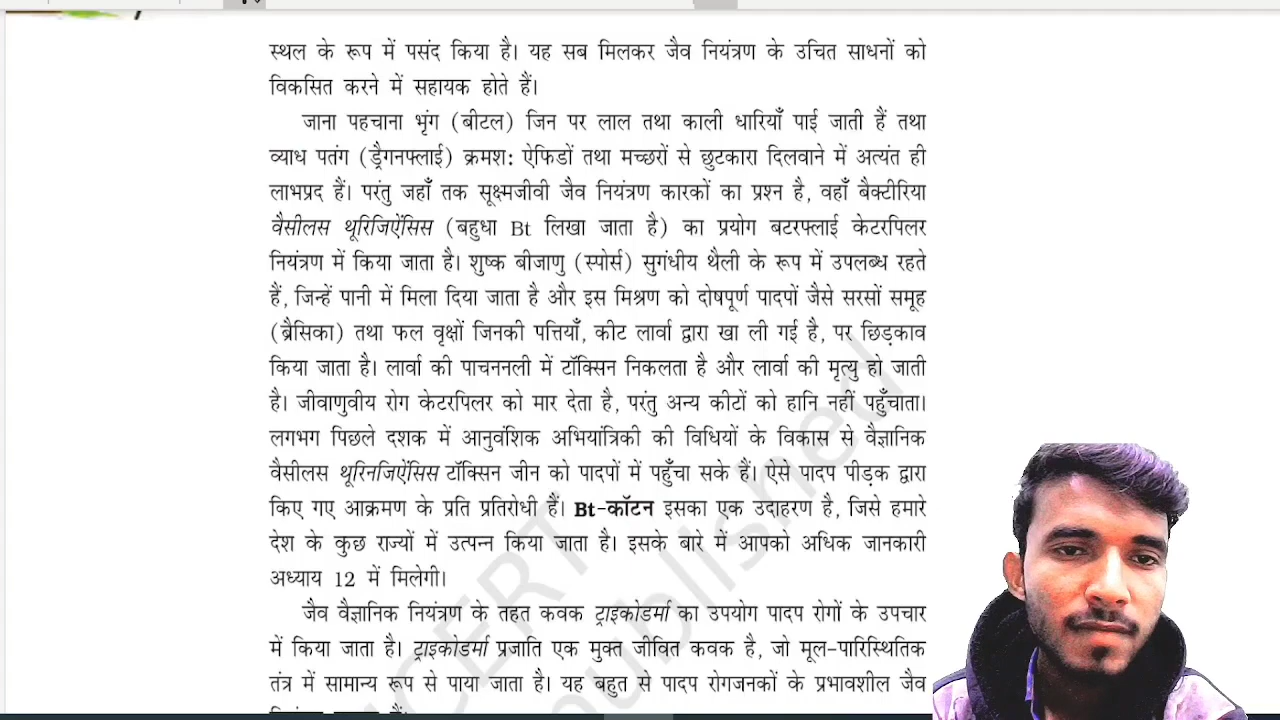 स्थल के रूप में पसंद किया है। यह सब मिलकर जैव नियंत्रण के उचित साधनों को
विकसित करने में सहायक होते हैं।
जाना पहचाना भृंग (बीटल) जिन पर लाल तथा काली धारियाँ पाई जाती हैं तथा
व्याध पतंग (ड्रैगनफ्लाई) क्रमश: ऐफिडों तथा मच्छरों से छुटकारा दिलवाने में अत्यंत ही
लाभप्रद हैं। परंतु जहाँ तक सूक्ष्मजीवी जैव नियंत्रण कारकों का प्रश्न है, वहाँ बैक्टीरिया
वैसीलस थूरिजिऐंसिस (बहुधा Bt लिखा जाता है) का प्रयोग बटरफ्लाई केटरपिलर
नियंत्रण में किया जाता है। शुष्क बीजाणु (स्पोर्स) सुगंधीय थैली के रूप में उपलब्ध रहते
हैं, जिन्हें पानी में मिला दिया जाता है और इस मिश्रण को दोषपूर्ण पादपों जैसे सरसों समूह
(ब्रैसिका) तथा फल वृक्षों जिनकी पत्तियाँ, कीट लार्वा द्वारा खा ली गई है, पर छिड़काव
किया जाता है। लार्वा की पाचननली में टॉक्सिन निकलता है और लार्वा की मृत्यु हो जाती
है। जीवाणुवीय रोग केटरपिलर को मार देता है, परंतु अन्य कीटों को हानि नहीं पहुँचाता।
लगभग पिछले दशक में आनुवंशिक अभियांत्रिकी की विधियों के विकास से वैज्ञानिक
वैसीलस थूरिनजिऐंसिस टॉक्सिन जीन को पादपों में पहुँचा सके हैं। ऐसे पादप पीड़क द्वारा
किए गए आक्रमण के प्रति प्रतिरोधी हैं। Bt-कॉटन इसका एक उदाहरण है, जिसे हमारे
देश के कुछ राज्यों में उत्पन्न किया जाता है। इसके बारे में आपको अधिक जानकारी
अध्याय 12 में मिलेगी।
जैव वैज्ञानिक नियंत्रण के तहत कवक ट्राइकोडर्मा का उपयोग पादप रोगों के उपचार
में किया जाता है। ट्राइकोडर्मा प्रजाति एक मुक्त जीवित कवक है, जो मूल-पारिस्थितिक
तंत्र में सामान्य रूप से पाया जाता है। यह बहुत से पादप रोगजनकों के प्रभावशील जैव